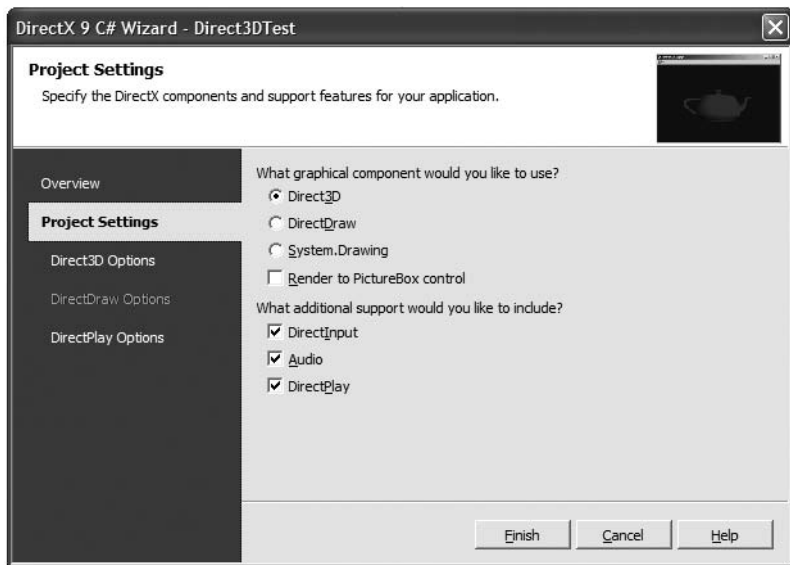 DirectX 9 C# Wizard - Direct3DTest
Project Settings
Specify the DirectX components and support features for your application.
Overview
Project Settings
Direct3D Options
DirectDraw Options
DirectPlay Options
What graphical component would you like to use?
Direct3D
DirectDraw
System.Drawing
Render to PictureBox control
What additional support would you like to include?
DirectInput
Audio
DirectPlay
Finish
Cancel
Help